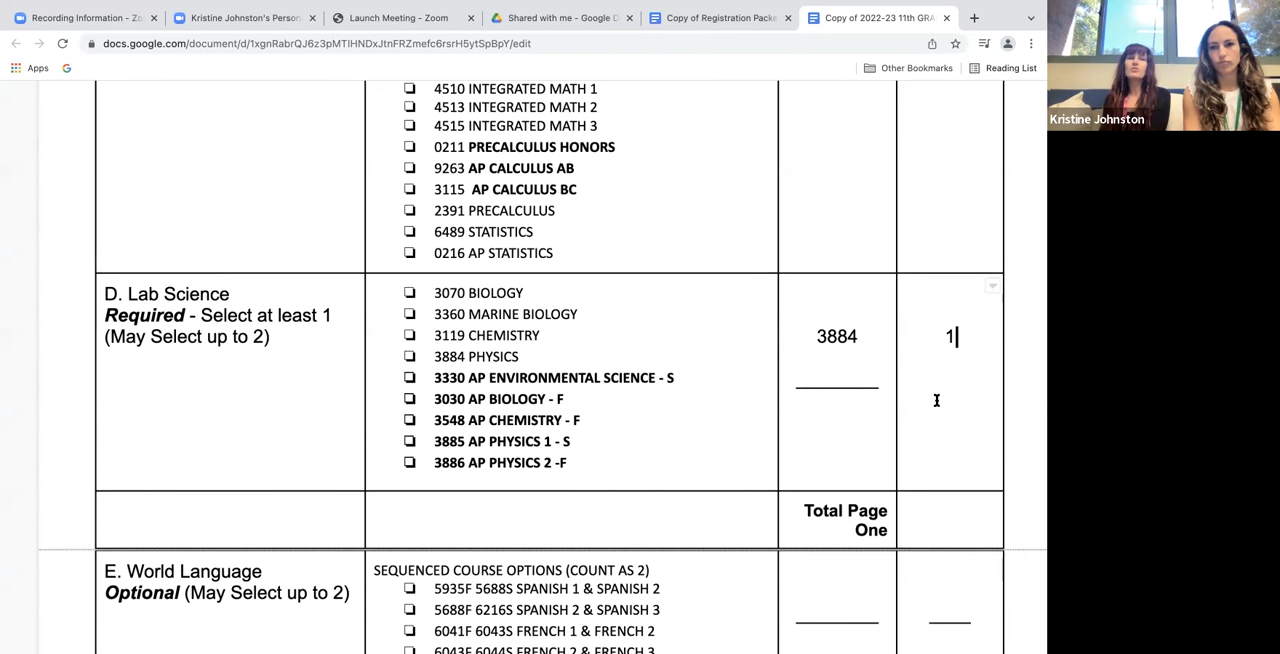 Recording Information - Zo
Kristine Johnston's Person
Launch Meeting - Zoom
Shared with me - Google D
Copy of Registration Packe
Copy of 2022-23 11th GRA
docs.google.com/document/d/1xgnRabrQJ6z3pMTlHNDxJtnFRZmefc6rsrH5ytSpBpY/edit
Apps
Other Bookmarks
Reading List
Kristine Johnston
4510 INTEGRATED MATH 1
4513 INTEGRATED MATH 2
4515 INTEGRATED MATH 3
0211 PRECALCULUS HONORS
9263 AP CALCULUS AB
3115 AP CALCULUS BC
2391 PRECALCULUS
6489 STATISTICS
0216 AP STATISTICS
D. Lab Science
Required - Select at least 1
(May Select up to 2)
3070 BIOLOGY
3360 MARINE BIOLOGY
3119 CHEMISTRY
3884 PHYSICS
3330 AP ENVIRONMENTAL SCIENCE - S
3030 AP BIOLOGY - F
3548 AP CHEMISTRY - F
3885 AP PHYSICS 1 - S
3886 AP PHYSICS 2 -F
3884
1
Total Page
One
E. World Language
Optional (May Select up to 2)
SEQUENCED COURSE OPTIONS (COUNT AS 2)
5935F 5688S SPANISH 1 & SPANISH 2
5688F 6216S SPANISH 2 & SPANISH 3
6041F 6043S FRENCH 1 & FRENCH 2
6043F 6044S FRENCH 2 & FRENCH 3